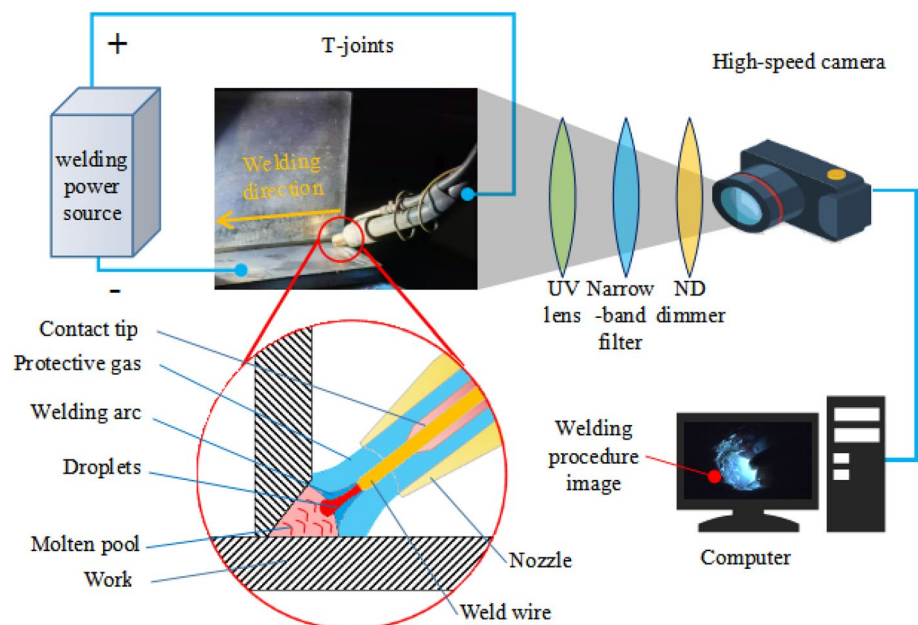 +
T-joints
High-speed camera
welding
power
source
Welding
direction
-
UV
lens
Narrow
-band
filter
ND
dimmer
Contact tip
Protective gas
Welding arc
Droplets
Molten pool
Work
Nozzle
Weld wire
Welding
procedure
image
Computer